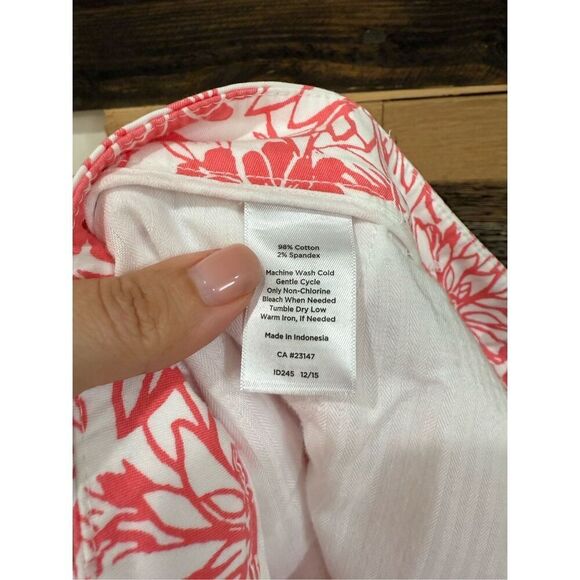 98% Cotton
2% Spandex
Machine Wash Cold
Gentle Cycle
Only Non-Chlorine
Bleach When Needed
Tumble Dry Low
Warm Iron, If Needed
Made in Indonesia
CA #23147
ID245 12/15